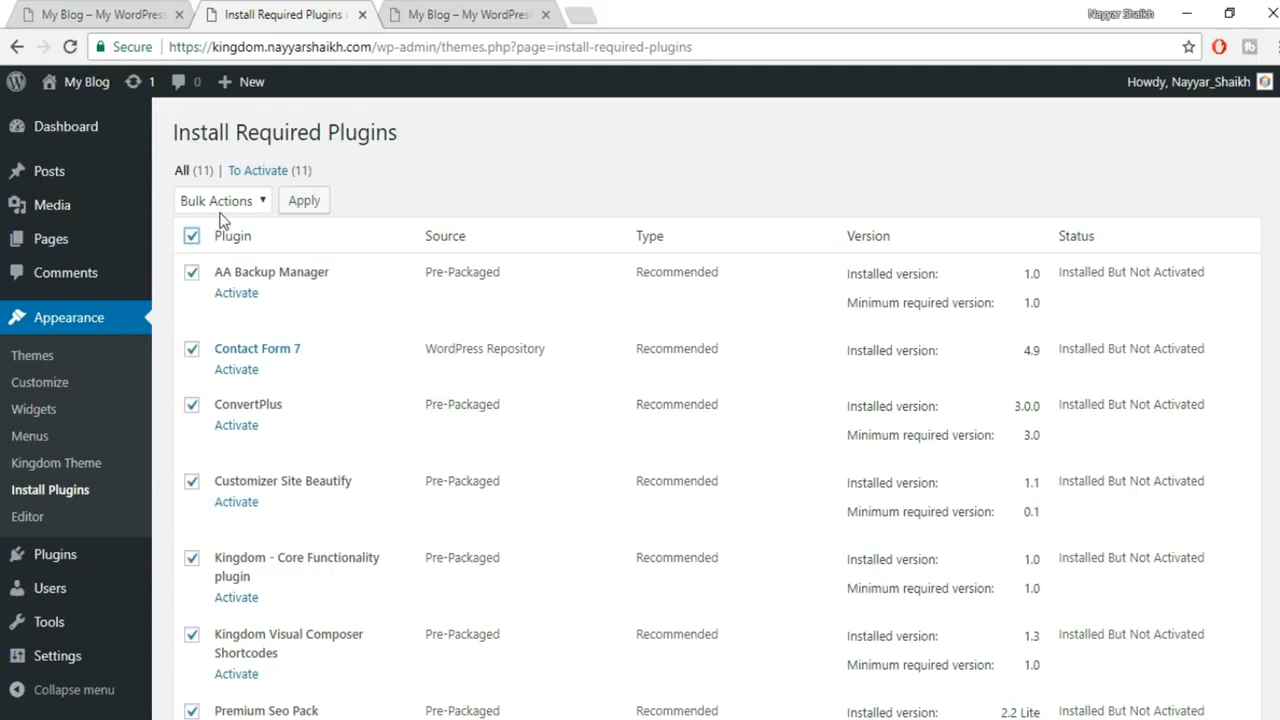 My Blog – My WordPress
Install Required Plugins
My Blog – My WordPress
Nayyar Shaikh
Secure
https://kingdom.nayyarshaikh.com/wp-admin/themes.php?page=install-required-plugins
My Blog
1
0
New
Howdy, Nayyar_Shaikh
Dashboard
Posts
Media
Pages
Comments
Appearance
Themes
Customize
Widgets
Menus
Kingdom Theme
Install Plugins
Editor
Plugins
Users
Tools
Settings
Collapse menu
Install Required Plugins
All (11) | To Activate (11)
Bulk Actions
Apply
Plugin Source Type Version Status
AA Backup Manager Pre-Packaged Recommended Installed version: 1.0 Installed But Not Activated
Activate Minimum required version: 1.0
Contact Form 7 WordPress Repository Recommended Installed version: 4.9 Installed But Not Activated
Activate
ConvertPlus Pre-Packaged Recommended Installed version: 3.0.0 Installed But Not Activated
Activate Minimum required version: 3.0
Customizer Site Beautify Pre-Packaged Recommended Installed version: 1.1 Installed But Not Activated
Activate Minimum required version: 0.1
Kingdom - Core Functionality Pre-Packaged Recommended Installed version: 1.0 Installed But Not Activated
plugin
Activate Minimum required version: 1.0
Kingdom Visual Composer Pre-Packaged Recommended Installed version: 1.3 Installed But Not Activated
Shortcodes
Activate Minimum required version: 1.0
Premium Seo Pack Pre-Packaged Recommended Installed version: 2.2 Lite Installed But Not Activated